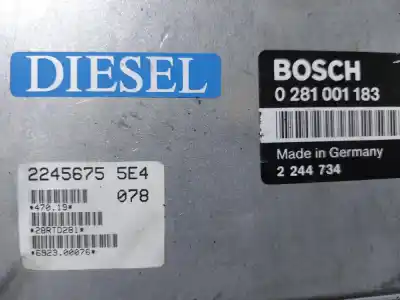 DIESEL
BOSCH
0 281 001 183
Made in Germany
2 244 734
2245675 5E4
078
*470.19*
*28RTD281*
*6923.00076*